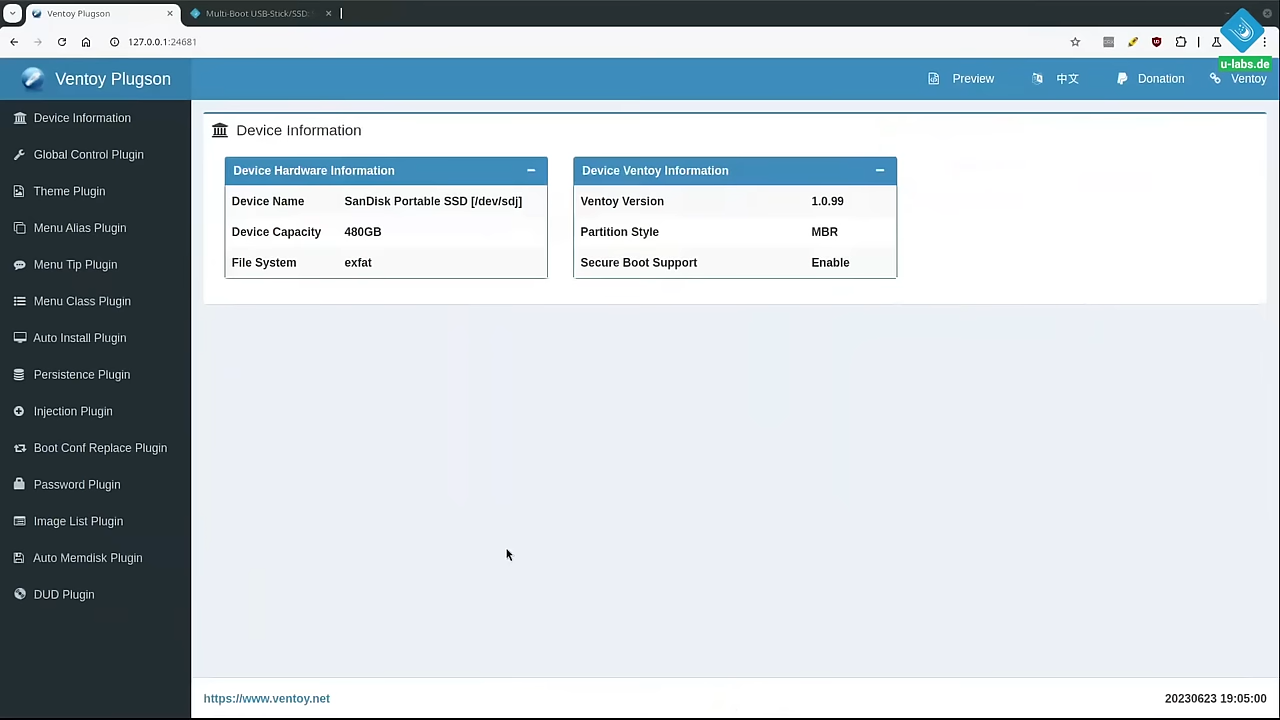 Ventoy Plugson
Multi-Boot USB-Stick/SSD:
127.0.0.1:24681
u-labs.de
Ventoy Plugson
Preview
中文
Donation
Ventoy
Device Information
Global Control Plugin
Theme Plugin
Menu Alias Plugin
Menu Tip Plugin
Menu Class Plugin
Auto Install Plugin
Persistence Plugin
Injection Plugin
Boot Conf Replace Plugin
Password Plugin
Image List Plugin
Auto Memdisk Plugin
DUD Plugin
Device Information
Device Hardware Information
Device Name SanDisk Portable SSD [/dev/sdj]
Device Capacity 480GB
File System exfat
Device Ventoy Information
Ventoy Version 1.0.99
Partition Style MBR
Secure Boot Support Enable
https://www.ventoy.net
20230623 19:05:00